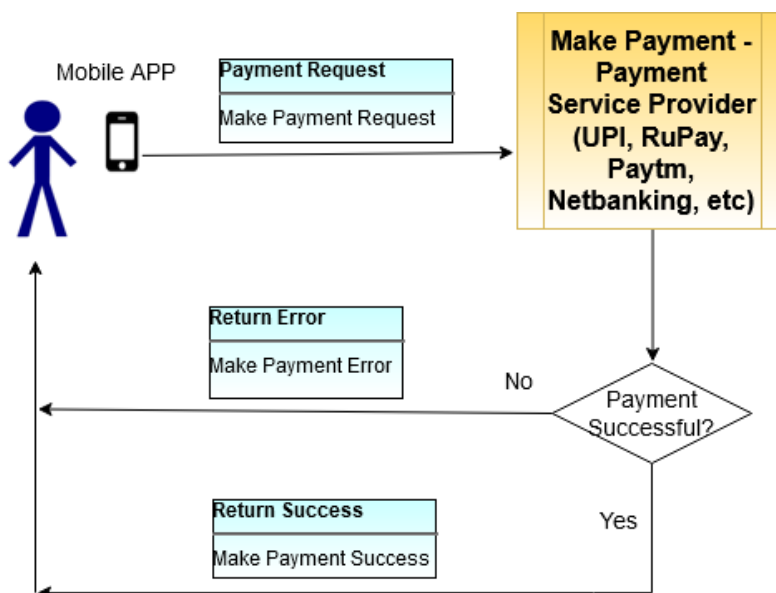 Mobile APP
Payment Request
Make Payment Request
Make Payment -
Payment
Service Provider
(UPI, RuPay,
Paytm,
Netbanking, etc)
Return Error
Make Payment Error
No
Payment
Successful?
Yes
Return Success
Make Payment Success